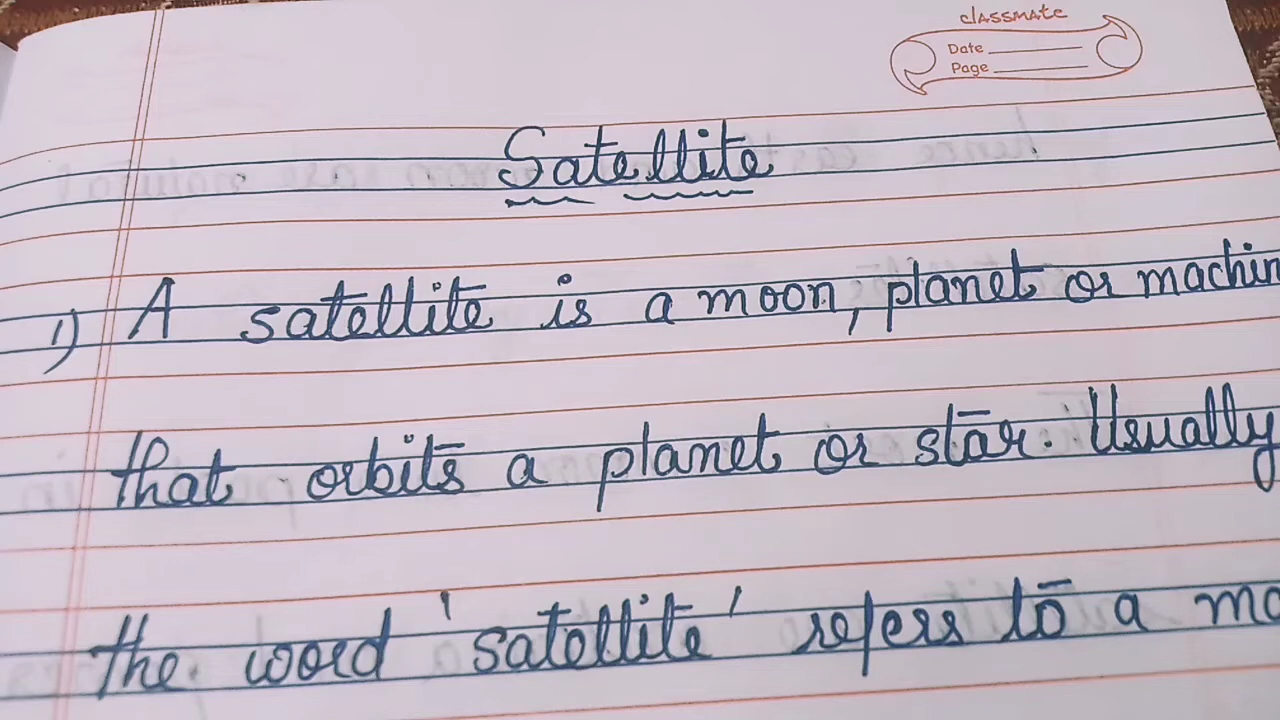 classmate
Date
Page
Satellite
1) A satellite is a moon, planet or machin
that orbits a planet or star. Usually
the word 'satellite' refers to a